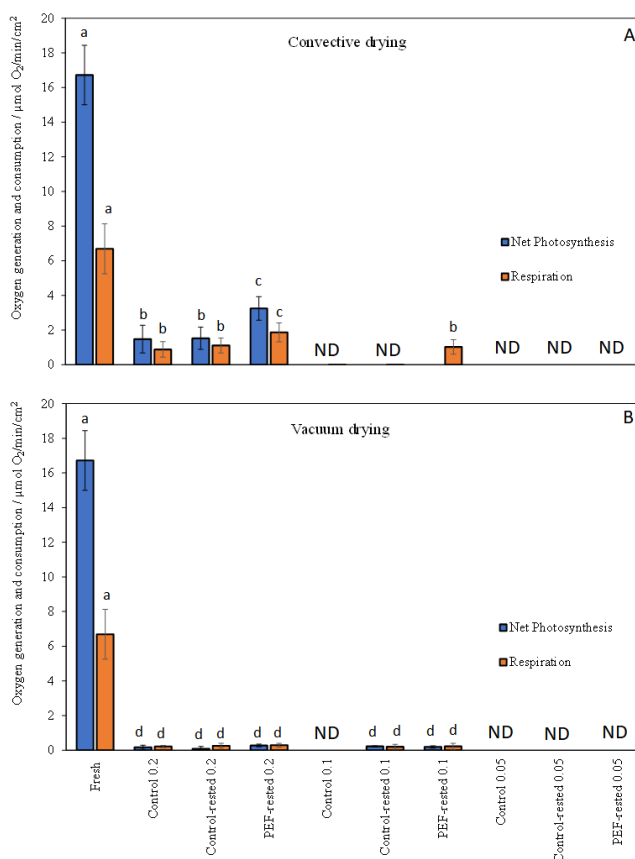 A
Convective drying
Oxygen generation and consumption / µmol O₂/min/cm²
20
18
16
14
12
10
8
6
4
2
0
a
a
b
b
b
b
c
c
ND
ND
b
ND
ND
ND
Net Photosynthesis
Respiration
B
Vacuum drying
Oxygen generation and consumption / µmol O₂/min/cm²
20
18
16
14
12
10
8
6
4
2
0
a
a
d
d
d
d
d
d
ND
d
d
d
d
ND
ND
ND
Net Photosynthesis
Respiration
Fresh
Control 0.2
Control-rested 0.2
PEF-rested 0.2
Control 0.1
Control-rested 0.1
PEF-rested 0.1
Control 0.05
Control-rested 0.05
PEF-rested 0.05